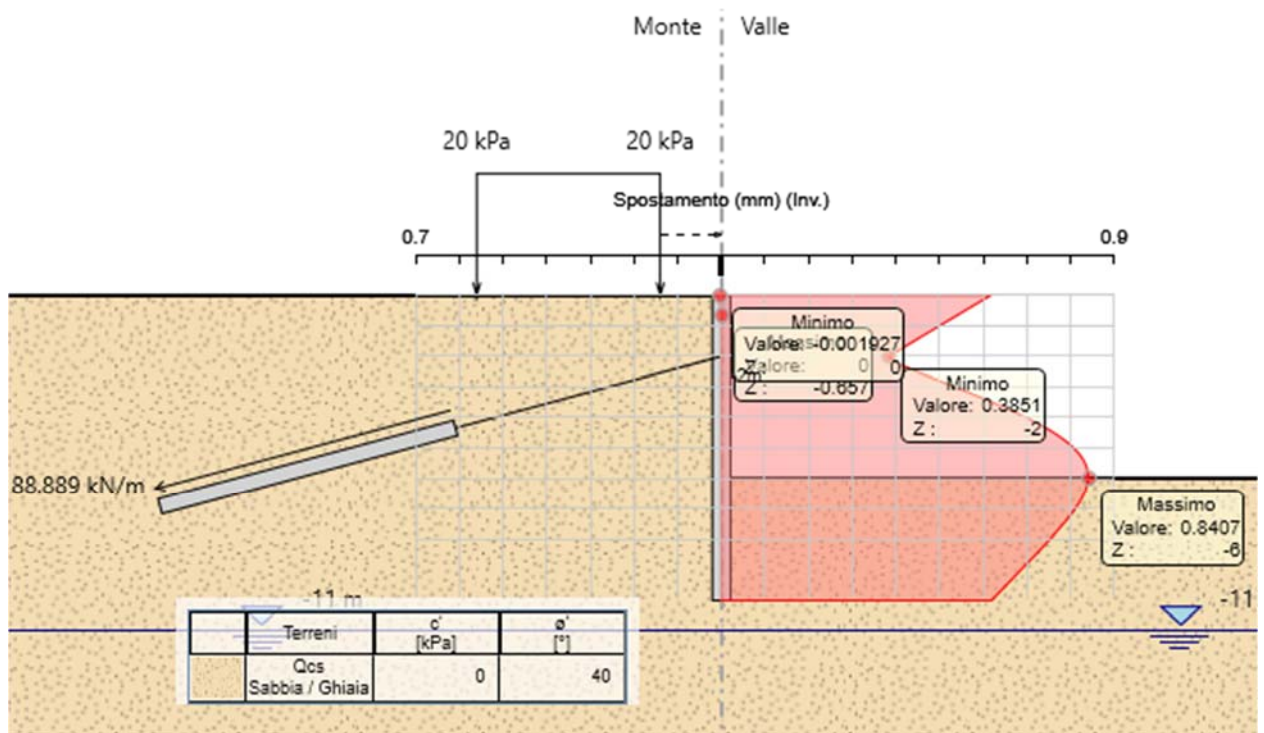 Monte Valle
20 kPa 20 kPa
Spostamento (mm) (Inv.)
0.7 0.9
Minimo
Valore: -0.001927
Z 0
Valore: 0
Z : -0.657
2m
Minimo
Valore: 0.3851
Z : -2
88.889 kN/m
Massimo
Valore: 0.8407
Z : -6
-11 m
-11
Terreni c' ø'
[kPa] [°]
Qcs 0 40
Sabbia / Ghiaia